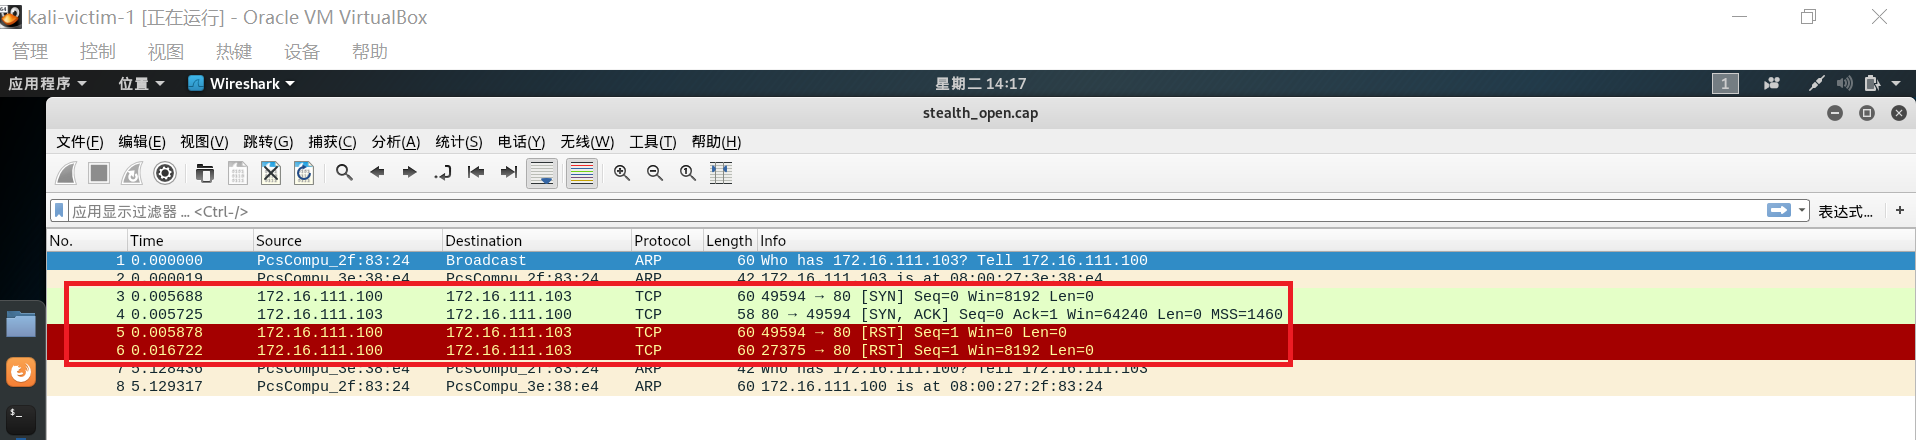 kali-victim-1 [正在运行] - Oracle VM VirtualBox
管理 控制 视图 热键 设备 帮助
应用程序 位置 Wireshark 星期二 14:17 1
stealth_open.cap
文件(F) 编辑(E) 视图(V) 跳转(G) 捕获(C) 分析(A) 统计(S) 电话(Y) 无线(W) 工具(T) 帮助(H)
应用显示过滤器 ... <Ctrl-/> 表达式... +
No. Time Source Destination Protocol Length Info
1 0.000000 PcsCompu_2f:83:24 Broadcast ARP 60 Who has 172.16.111.103? Tell 172.16.111.100
2 0.000019 PcsCompu_3e:38:e4 PcsCompu_2f:83:24 ARP 42 172.16.111.103 is at 08:00:27:3e:38:e4
3 0.005688 172.16.111.100 172.16.111.103 TCP 60 49594 → 80 [SYN] Seq=0 Win=8192 Len=0
4 0.005725 172.16.111.103 172.16.111.100 TCP 58 80 → 49594 [SYN, ACK] Seq=0 Ack=1 Win=64240 Len=0 MSS=1460
5 0.005878 172.16.111.100 172.16.111.103 TCP 60 49594 → 80 [RST] Seq=1 Win=0 Len=0
6 0.016722 172.16.111.100 172.16.111.103 TCP 60 27375 → 80 [RST] Seq=1 Win=8192 Len=0
7 5.128436 PcsCompu_3e:38:e4 PcsCompu_2f:83:24 ARP 42 Who has 172.16.111.100? Tell 172.16.111.103
8 5.129317 PcsCompu_2f:83:24 PcsCompu_3e:38:e4 ARP 60 172.16.111.100 is at 08:00:27:2f:83:24